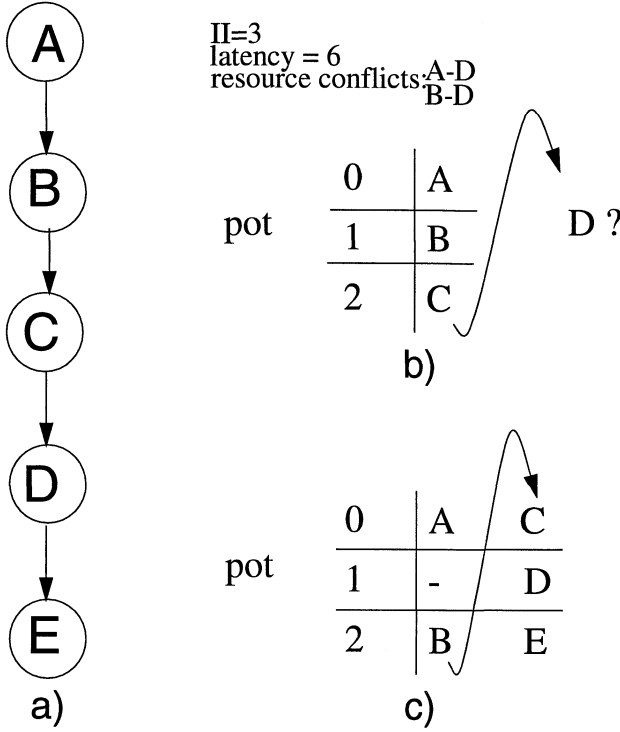 A
B
C
D
E
a)
II=3
latency = 6
resource conflicts: A-D
B-D
pot
0 A
1 B
2 C
D ?
b)
pot
0 A C
1 - D
2 B E
c)